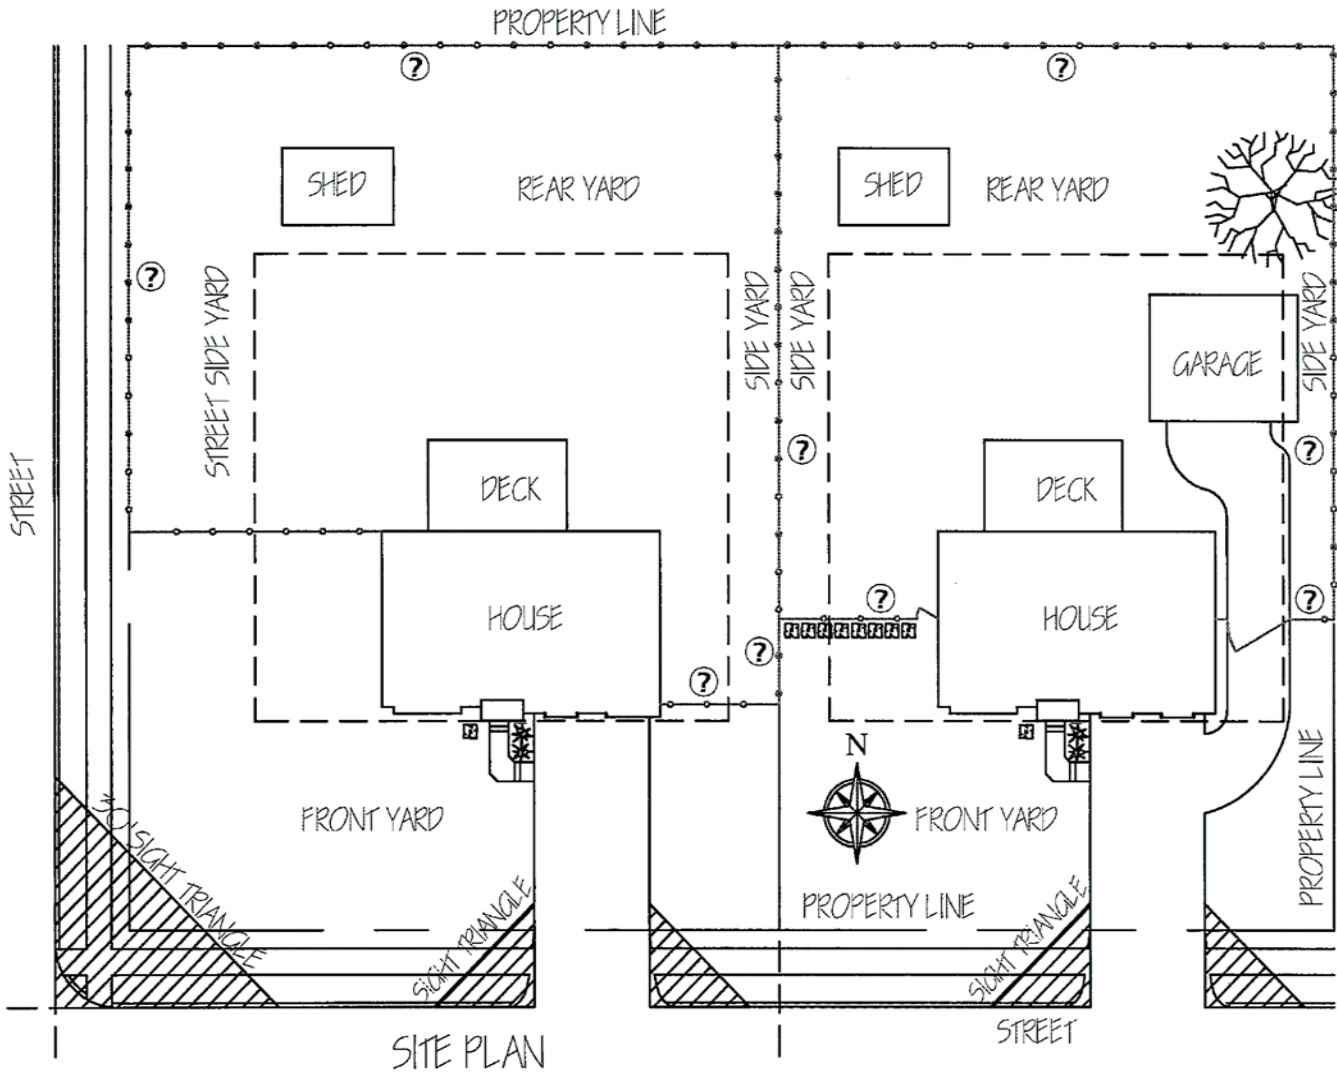 PROPERTY LINE
?
?
SHED
REAR YARD
SHED
REAR YARD
?
STREET SIDE YARD
SIDE YARD
SIDE YARD
SIDE YARD
GARAGE
STREET
DECK
?
DECK
?
HOUSE
?
HOUSE
?
?
?
N
FRONT YARD
FRONT YARD
PROPERTY LINE
SIGHT TRIANGLE
SIGHT TRIANGLE
PROPERTY LINE
SIGHT TRIANGLE
STREET
SITE PLAN